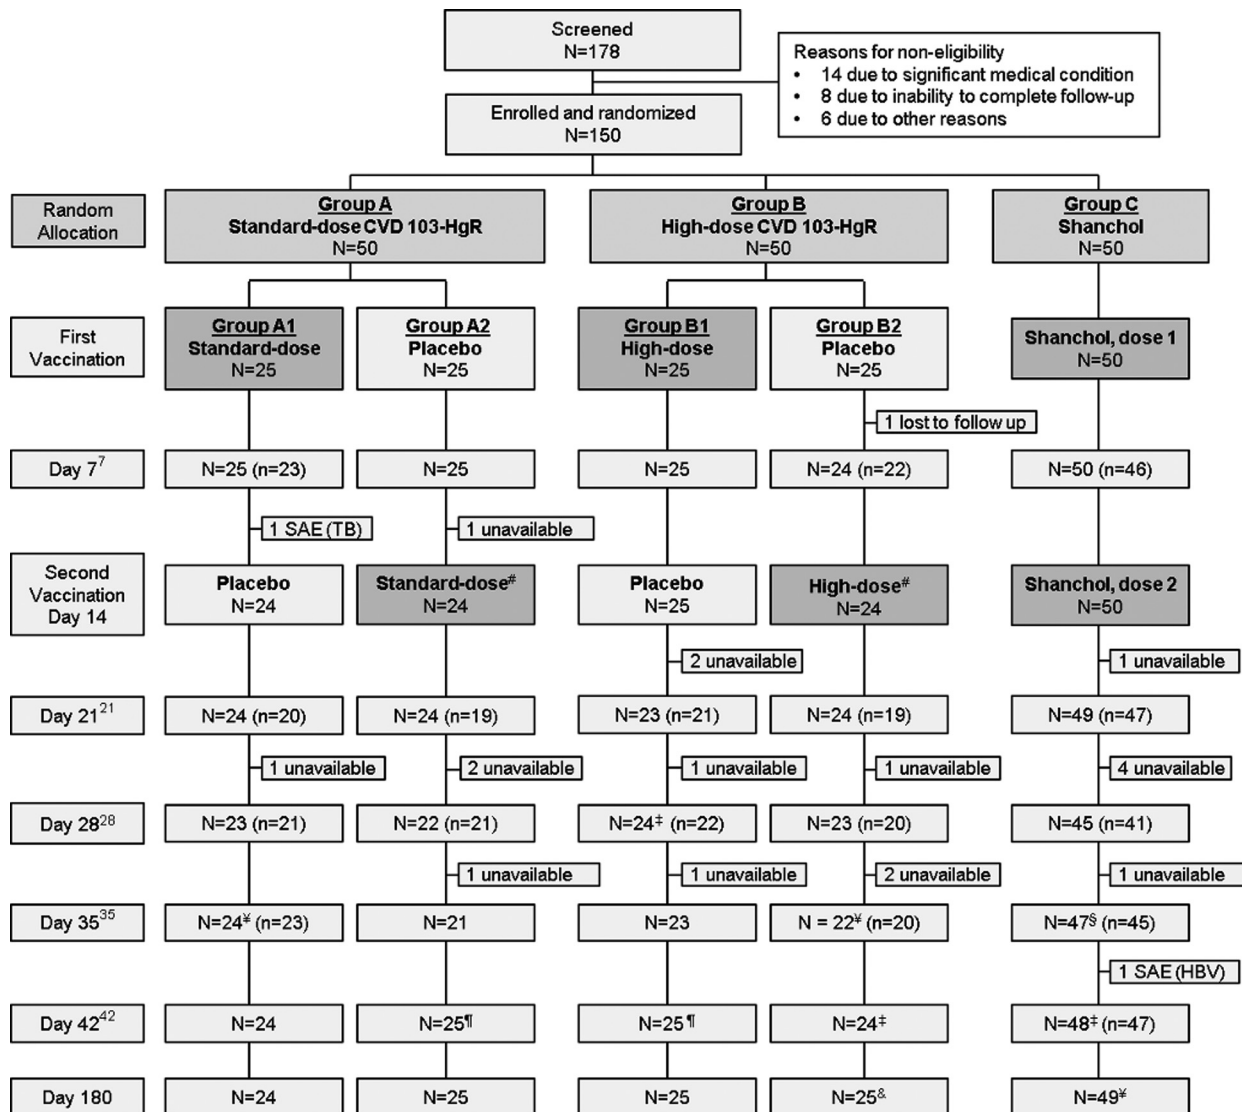 Screened
N=178
Reasons for non-eligibility
• 14 due to significant medical condition
• 8 due to inability to complete follow-up
• 6 due to other reasons
Enrolled and randomized
N=150
Random
Allocation
Group A
Standard-dose CVD 103-HgR
N=50
Group B
High-dose CVD 103-HgR
N=50
Group C
Shanchol
N=50
First
Vaccination
Group A1
Standard-dose
N=25
Group A2
Placebo
N=25
Group B1
High-dose
N=25
Group B2
Placebo
N=25
Shanchol, dose 1
N=50
1 lost to follow up
Day 7⁷
N=25 (n=23)
N=25
N=25
N=24 (n=22)
N=50 (n=46)
1 SAE (TB)
1 unavailable
Second
Vaccination
Day 14
Placebo
N=24
Standard-dose#
N=24
Placebo
N=25
High-dose#
N=24
Shanchol, dose 2
N=50
2 unavailable
1 unavailable
Day 21²¹
N=24 (n=20)
N=24 (n=19)
N=23 (n=21)
N=24 (n=19)
N=49 (n=47)
1 unavailable
2 unavailable
1 unavailable
1 unavailable
4 unavailable
Day 28²⁸
N=23 (n=21)
N=22 (n=21)
N=24‡ (n=22)
N=23 (n=20)
N=45 (n=41)
1 unavailable
1 unavailable
2 unavailable
1 unavailable
Day 35³⁵
N=24¥ (n=23)
N=21
N=23
N = 22¥ (n=20)
N=47§ (n=45)
1 SAE (HBV)
Day 42⁴²
N=24
N=25¶
N=25¶
N=24‡
N=48‡ (n=47)
Day 180
N=24
N=25
N=25
N=25&
N=49¥